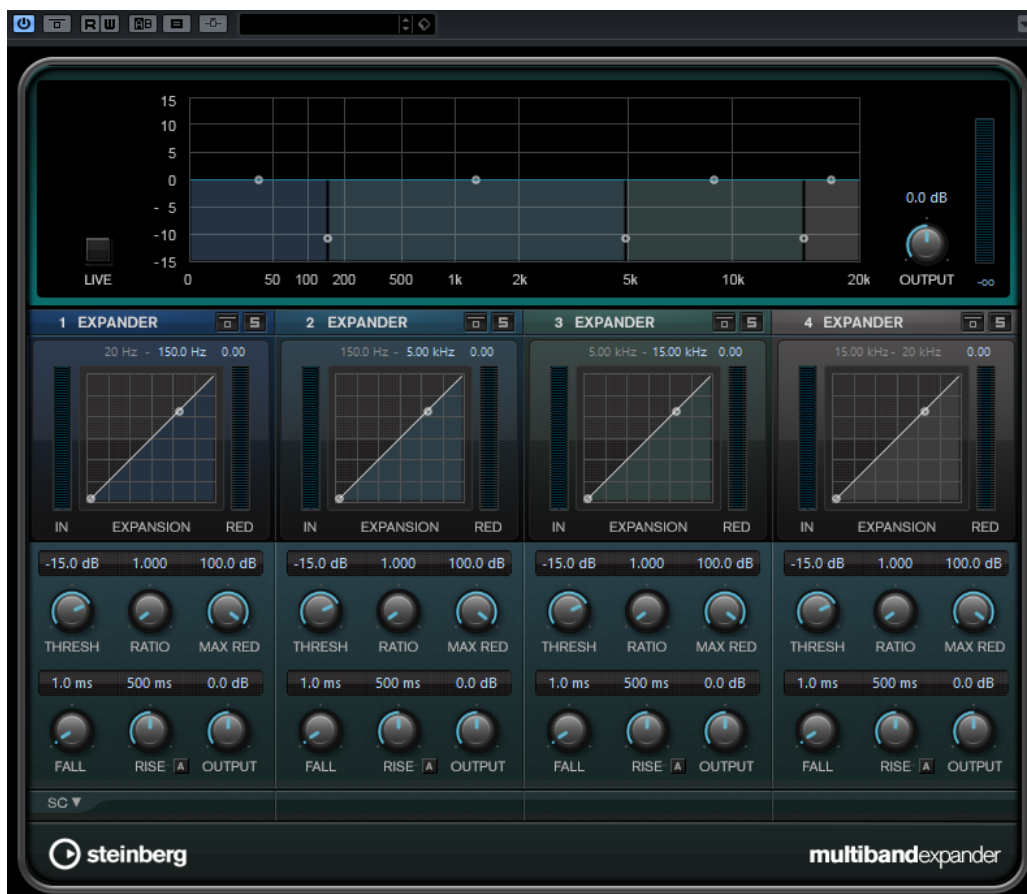 R W AB
15
10
5
0
- 5
-10
-15
0 50 100 200 500 1k 2k 5k 10k 20k
LIVE
0.0 dB
OUTPUT
-oo
1 EXPANDER S 2 EXPANDER S 3 EXPANDER S 4 EXPANDER S
20 Hz - 150.0 Hz 0.00 150.0 Hz - 5.00 kHz 0.00 5.00 kHz - 15.00 kHz 0.00 15.00 kHz - 20 kHz 0.00
IN EXPANSION RED IN EXPANSION RED IN EXPANSION RED IN EXPANSION RED
-15.0 dB 1.000 100.0 dB -15.0 dB 1.000 100.0 dB -15.0 dB 1.000 100.0 dB -15.0 dB 1.000 100.0 dB
THRESH RATIO MAX RED THRESH RATIO MAX RED THRESH RATIO MAX RED THRESH RATIO MAX RED
1.0 ms 500 ms 0.0 dB 1.0 ms 500 ms 0.0 dB 1.0 ms 500 ms 0.0 dB 1.0 ms 500 ms 0.0 dB
FALL RISE A OUTPUT FALL RISE A OUTPUT FALL RISE A OUTPUT FALL RISE A OUTPUT
SC ▼
steinberg multibandexpander